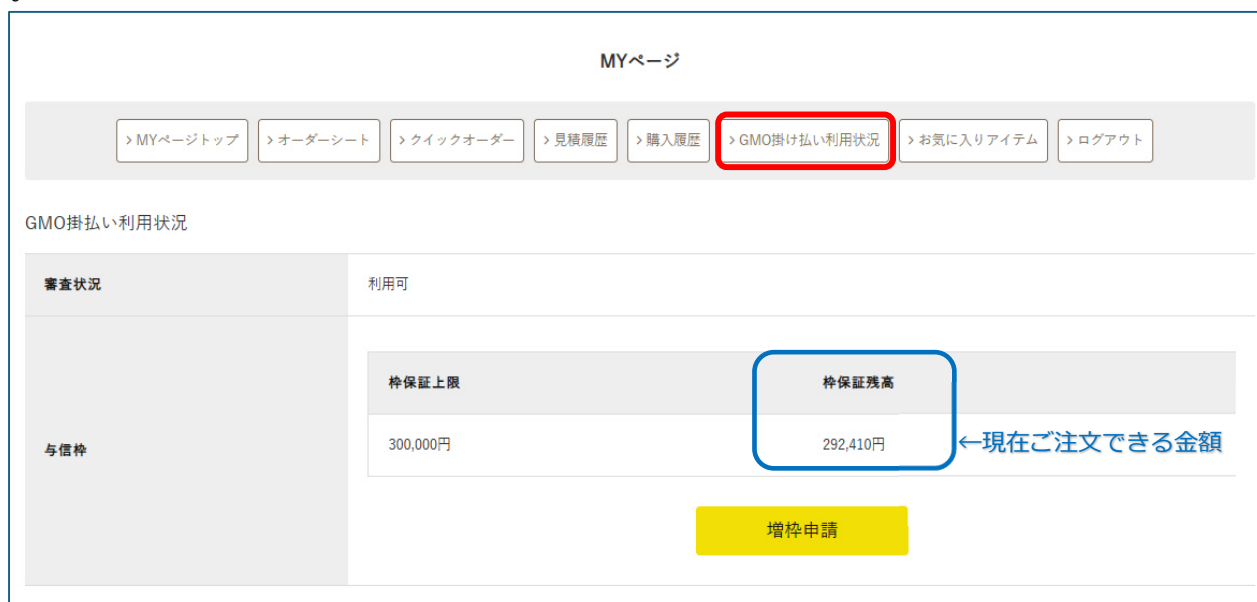 MYページ
> MYページトップ
> オーダーシート
> クイックオーダー
> 見積履歴
> 購入履歴
> GMO掛け払い利用状況
> お気に入りアイテム
> ログアウト
GMO掛払い利用状況
審査状況 利用可
枠保証上限 枠保証残高
与信枠 300,000円 292,410円 ←現在ご注文できる金額
増枠申請